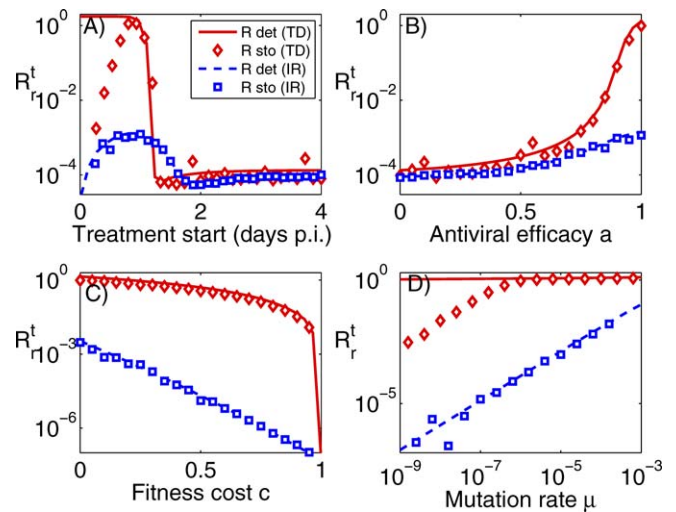 A)
R det (TD)
R sto (TD)
R det (IR)
R sto (IR)
10^0
10^-2
10^-4
R_r^t
0 2 4
Treatment start (days p.i.)
B)
10^0
10^-2
10^-4
R_r^t
0 0.5 1
Antiviral efficacy a
C)
10^0
10^-3
10^-6
R_r^t
0 0.5 1
Fitness cost c
D)
10^0
10^-5
R_r^t
10^-9 10^-7 10^-5 10^-3
Mutation rate μ